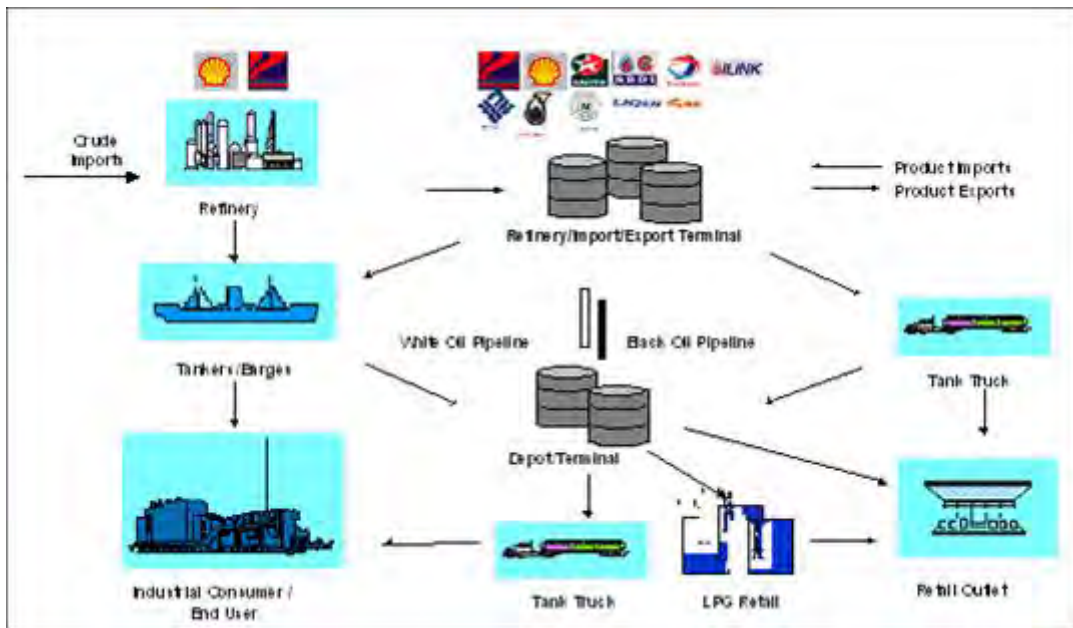 Crude
Imports
Refinery
Product Imports
Product Exports
Refinery/Import/Export Terminal
White Oil Pipeline
Black Oil Pipeline
Tankers/Barges
Tank Truck
Depot/Terminal
Industrial Consumer /
End User
Tank Truck
LPG Retail
Retail Outlet